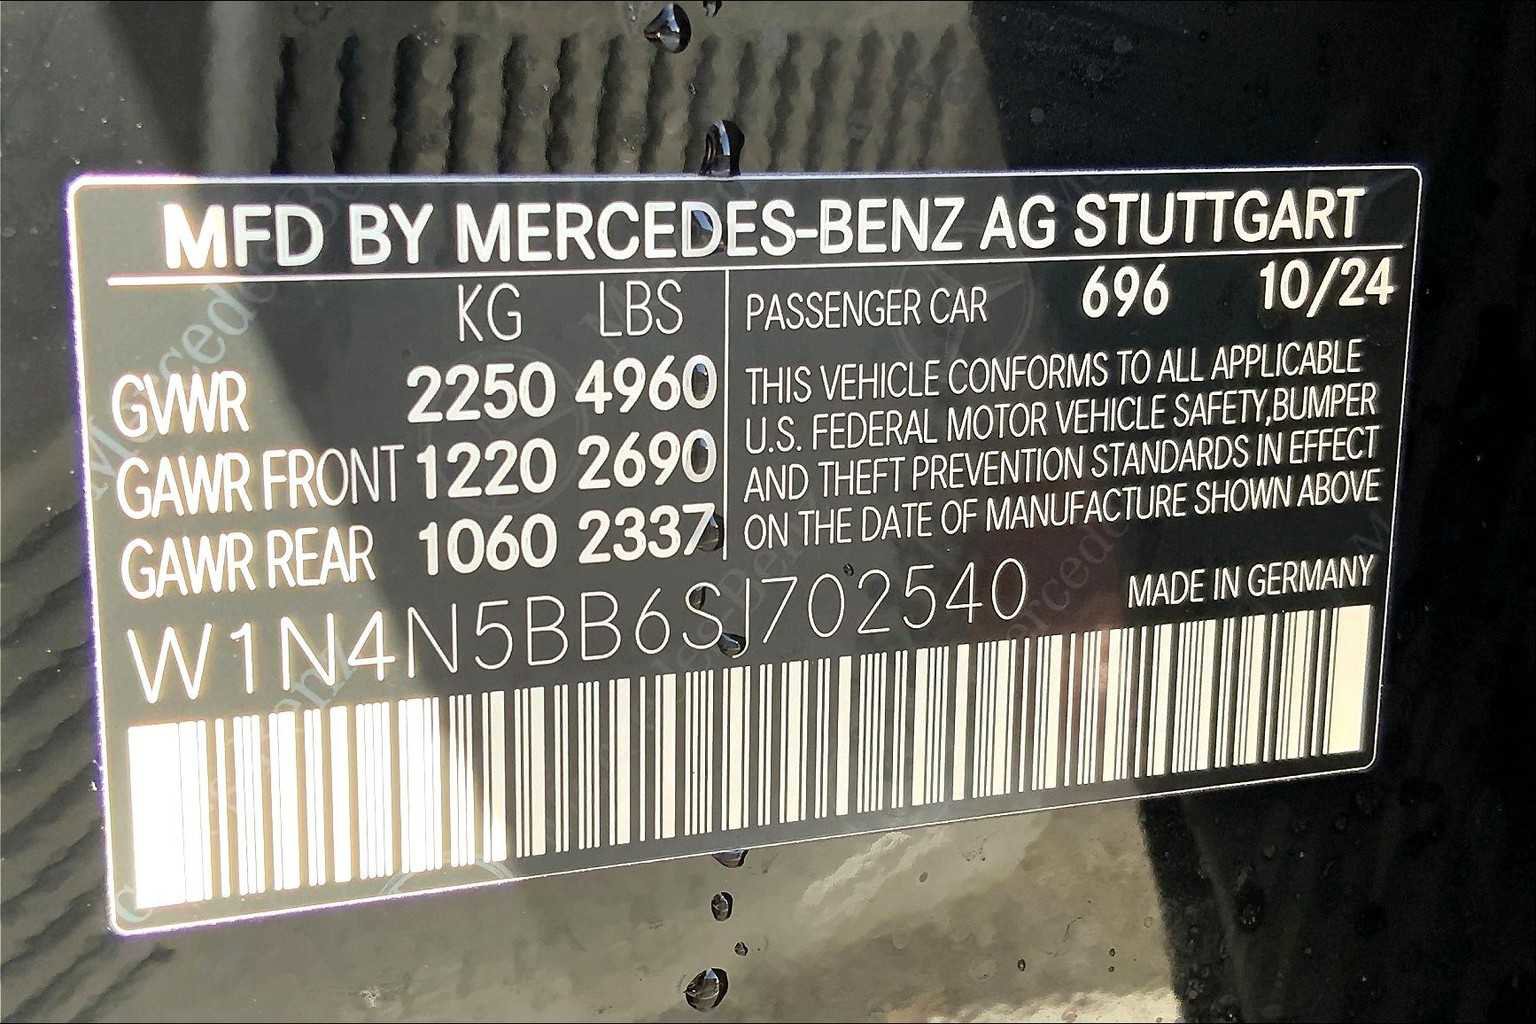 MFD BY MERCEDES-BENZ AG STUTTGART
KG LBS
GVWR 2250 4960
GAWR FRONT 1220 2690
GAWR REAR 1060 2337
PASSENGER CAR 696 10/24
THIS VEHICLE CONFORMS TO ALL APPLICABLE
U.S. FEDERAL MOTOR VEHICLE SAFETY,BUMPER
AND THEFT PREVENTION STANDARDS IN EFFECT
ON THE DATE OF MANUFACTURE SHOWN ABOVE
W1N4N5BB6SJ702540
MADE IN GERMANY